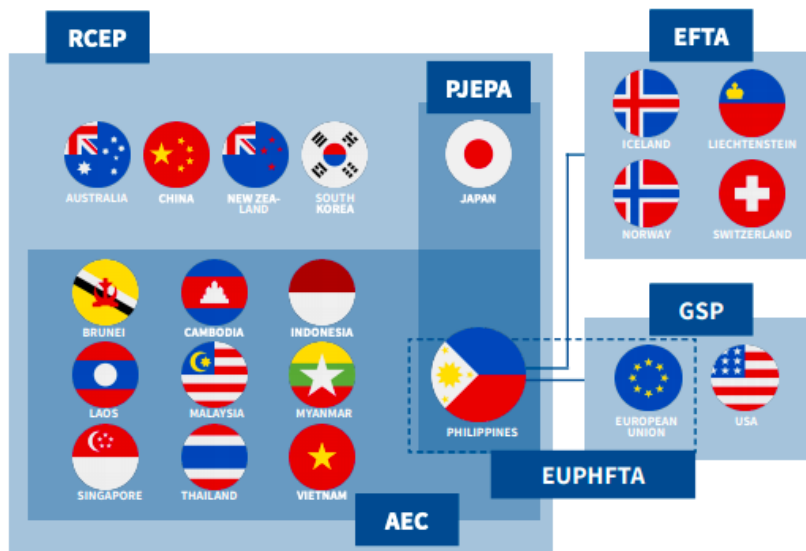 RCEP
EFTA
PJEPA
AUSTRALIA
CHINA
NEW ZEA-
LAND
SOUTH
KOREA
JAPAN
ICELAND
LIECHTENSTEIN
NORWAY
SWITZERLAND
BRUNEI
CAMBODIA
INDONESIA
GSP
LAOS
MALAYSIA
MYANMAR
PHILIPPINES
EUROPEAN
UNION
USA
SINGAPORE
THAILAND
VIETNAM
EUPHFTA
AEC